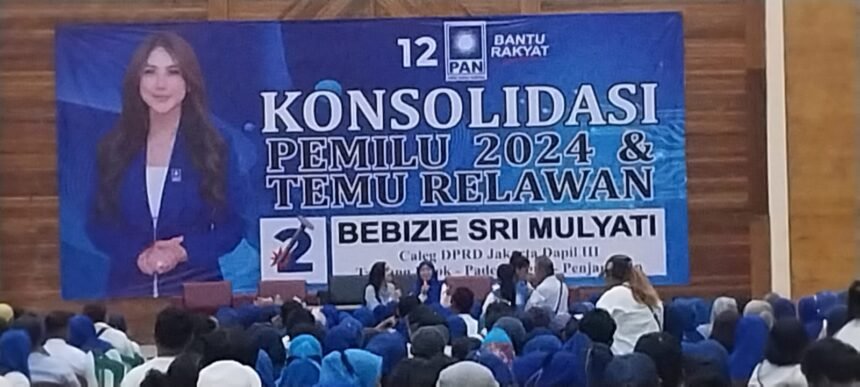 12 PAN BANTU
RAKYAT
KONSOLIDASI
PEMILU 2024 &
TEMU RELAWAN
2 BEBIZIE SRI MULYATI
Caleg DPRD Jakarta Dapil III